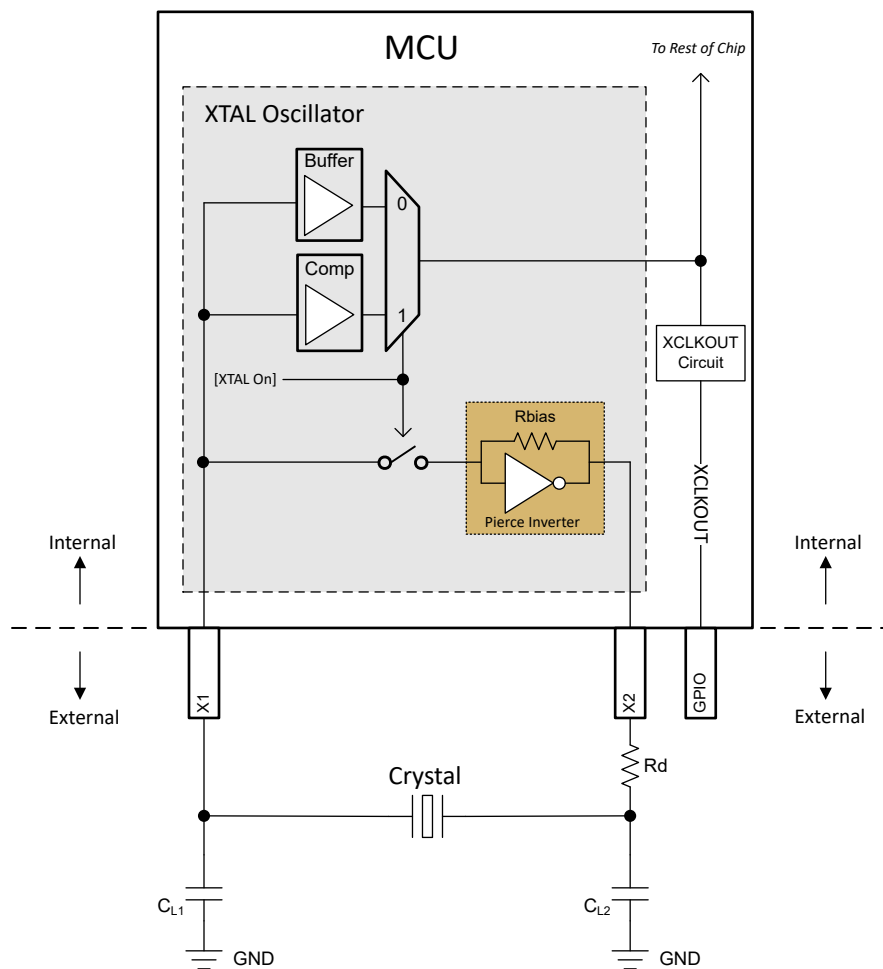 MCU
To Rest of Chip
XTAL Oscillator
Buffer
0
Comp
1
XCLKOUT
Circuit
[XTAL On]
Rbias
Pierce Inverter
XCLKOUT
Internal
Internal
External
External
X1
X2
GPIO
Rd
Crystal
CL1
CL2
GND
GND